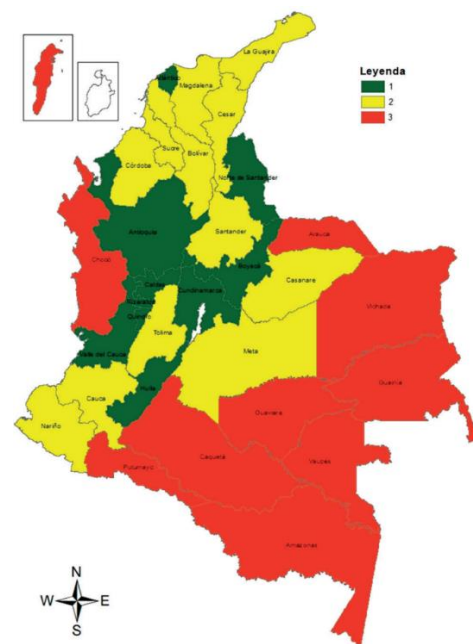 La Guajira
Atlántico
Magdalena
Cesar
Leyenda
1
2
3
Sucre
Bolívar
Córdoba
Norte de Santander
Antioquia
Santander
Arauca
Chocó
Boyacá
Caldas
Casanare
Cundinamarca
Risaralda
Vichada
Quindío
Tolima
Valle del Cauca
Meta
Guainía
Huila
Cauca
Guaviare
Nariño
Caquetá
Vaupés
Putumayo
Amazonas
N
W E
S